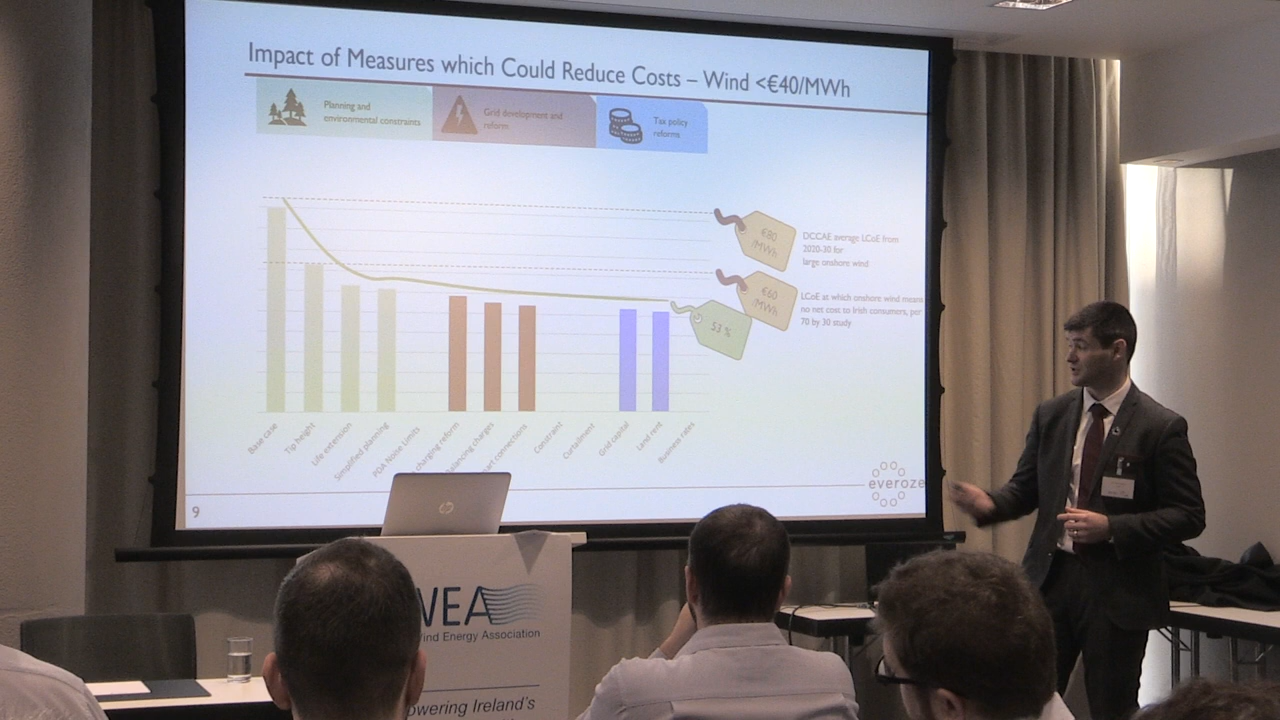 Impact of Measures which Could Reduce Costs – Wind <€40/MWh
Planning and
environmental constraints
Grid development and
reform
Tax policy
reforms
€80
/MWh
DCCAE average LCoE from
2020-30 for
large onshore wind
€60
/MWh
LCoE at which onshore wind means
no net cost to Irish consumers, per
70 by 30 study
53 %
Base case
Tip height
Life extension
Simplified planning
POA Noise Limits
charging reform
balancing charges
connections
Constraint
Curtailment
Grid capital
Land rent
Business rates
everoze
9
hp
WEA
Wind Energy Association
owering Ireland's